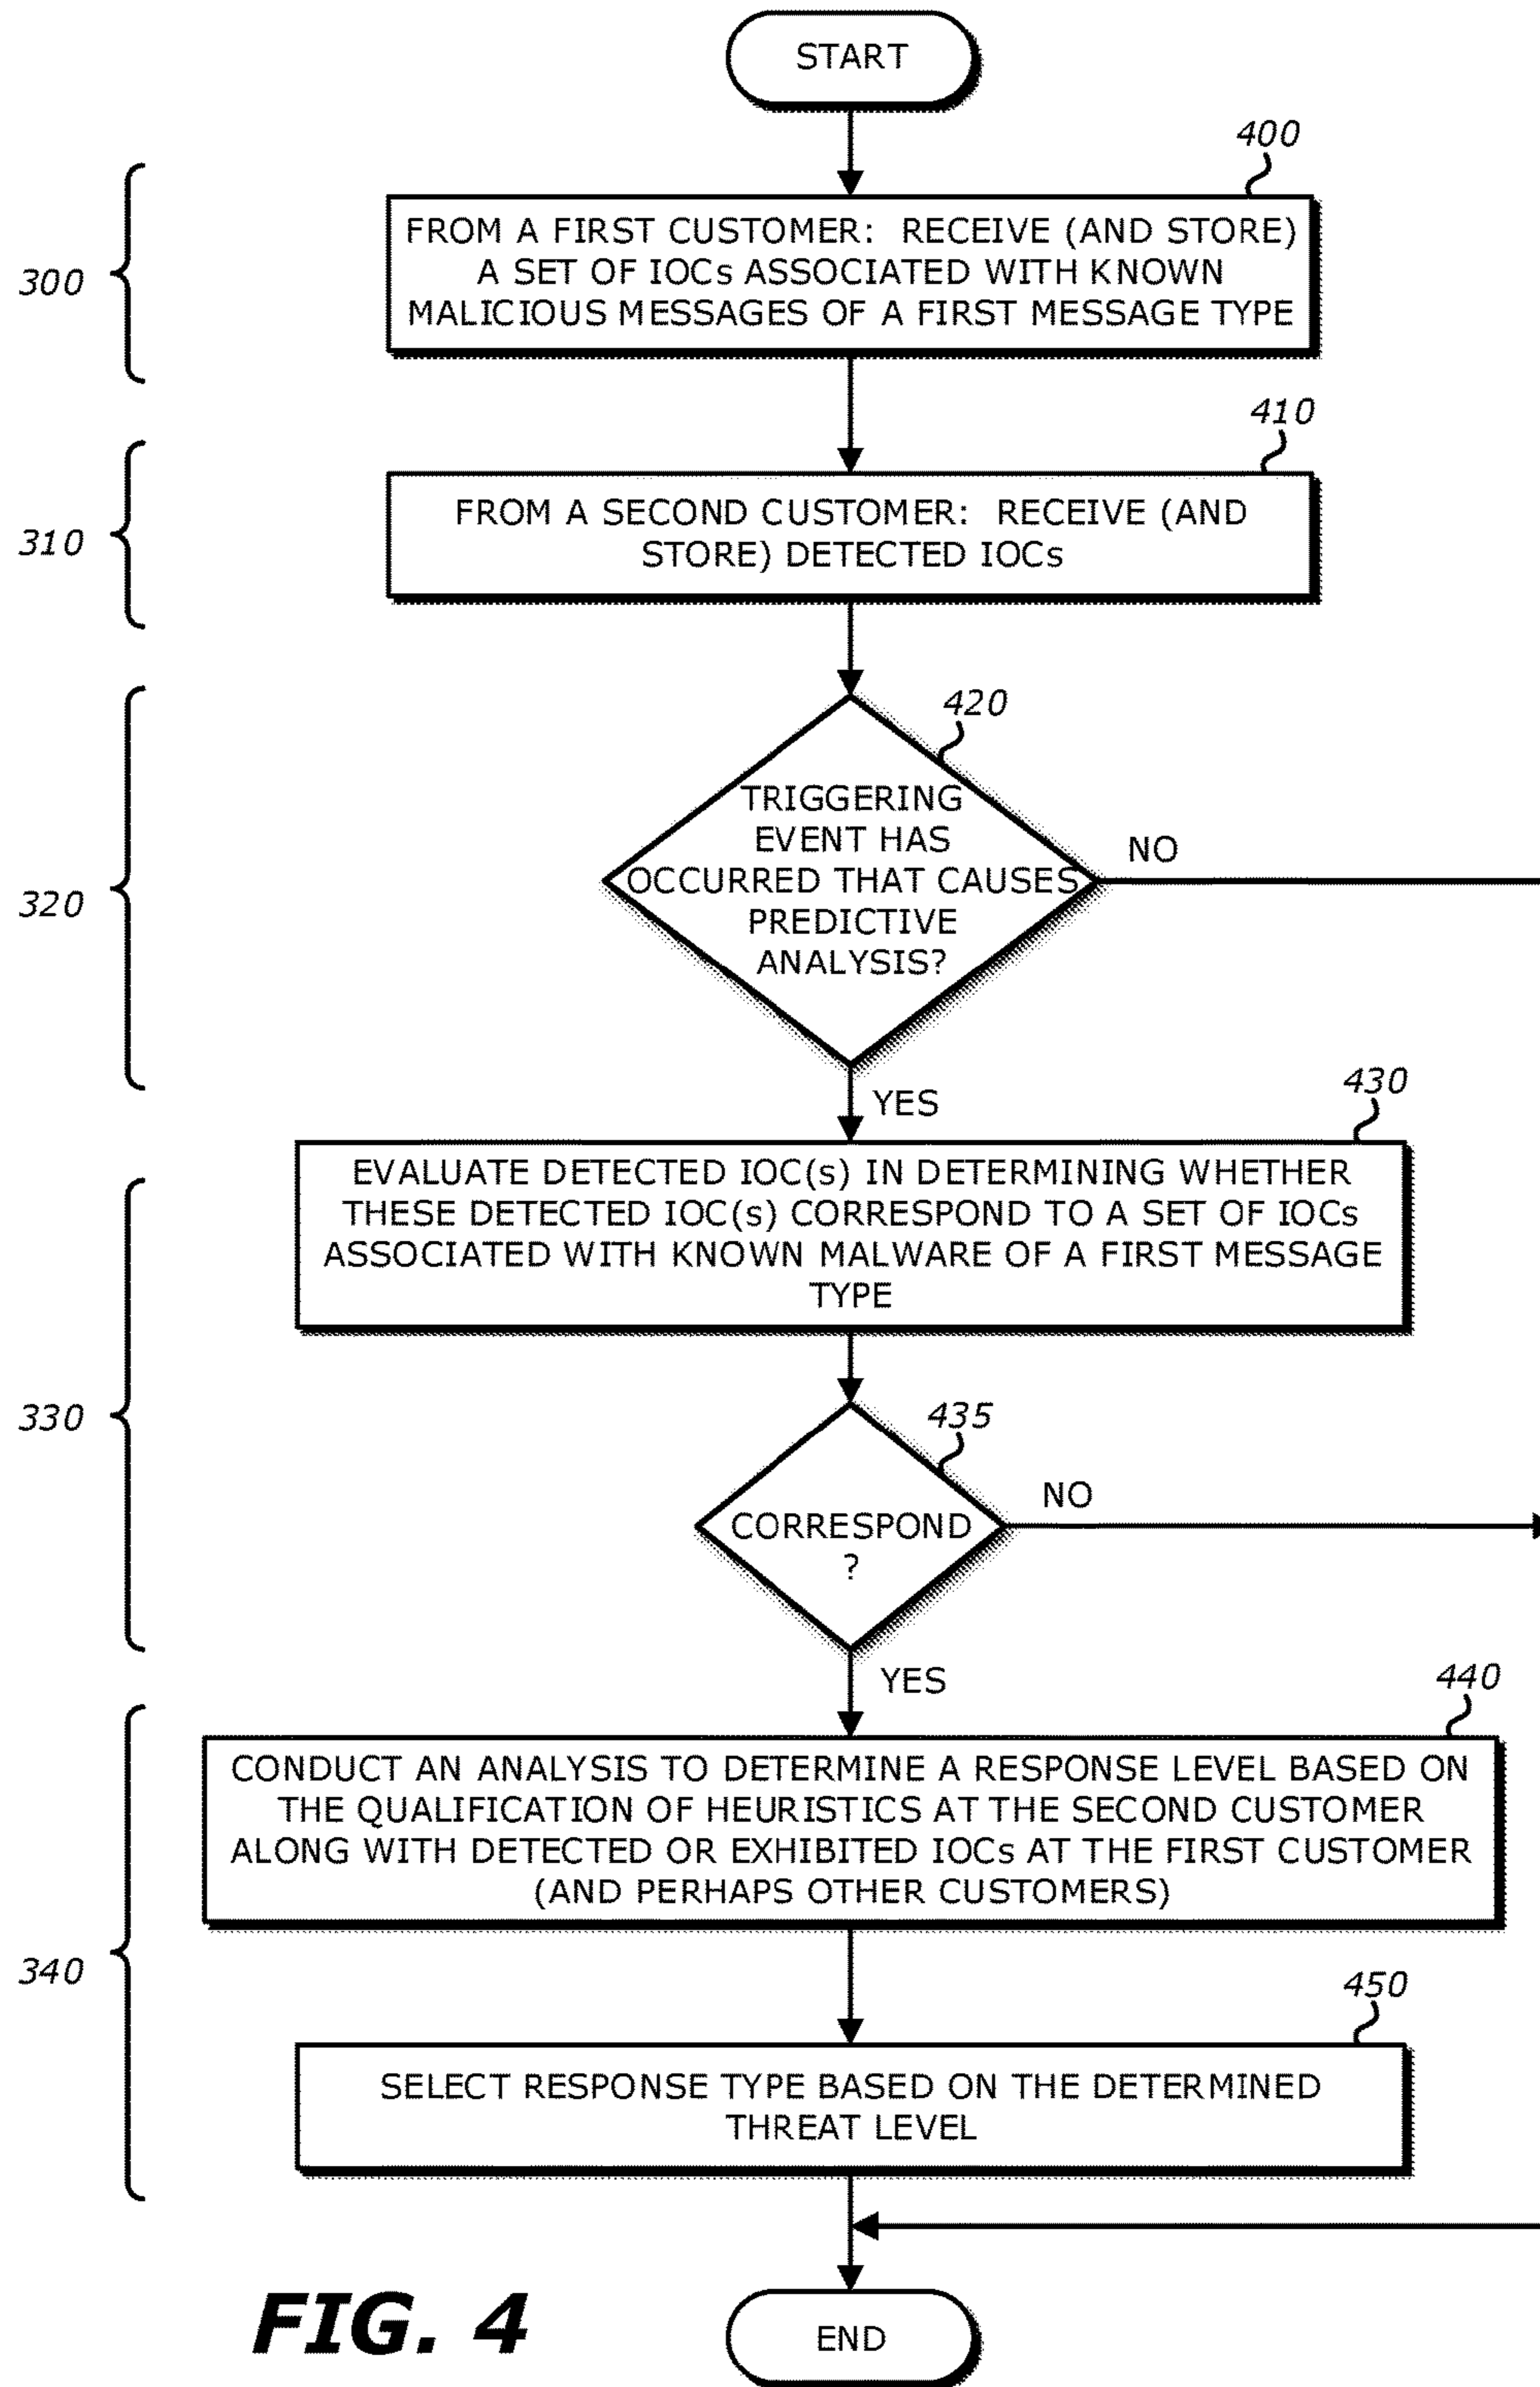 START
400
FROM A FIRST CUSTOMER: RECEIVE (AND STORE)
A SET OF IOCs ASSOCIATED WITH KNOWN
MALICIOUS MESSAGES OF A FIRST MESSAGE TYPE
300
410
FROM A SECOND CUSTOMER: RECEIVE (AND
STORE) DETECTED IOCs
310
420
TRIGGERING
EVENT HAS
OCCURRED THAT CAUSES
PREDICTIVE
ANALYSIS?
NO
320
YES
430
EVALUATE DETECTED IOC(s) IN DETERMINING WHETHER
THESE DETECTED IOC(s) CORRESPOND TO A SET OF IOCs
ASSOCIATED WITH KNOWN MALWARE OF A FIRST MESSAGE
TYPE
330
435
CORRESPOND
?
NO
YES
440
CONDUCT AN ANALYSIS TO DETERMINE A RESPONSE LEVEL BASED ON
THE QUALIFICATION OF HEURISTICS AT THE SECOND CUSTOMER
ALONG WITH DETECTED OR EXHIBITED IOCs AT THE FIRST CUSTOMER
(AND PERHAPS OTHER CUSTOMERS)
340
450
SELECT RESPONSE TYPE BASED ON THE DETERMINED
THREAT LEVEL
FIG. 4
END